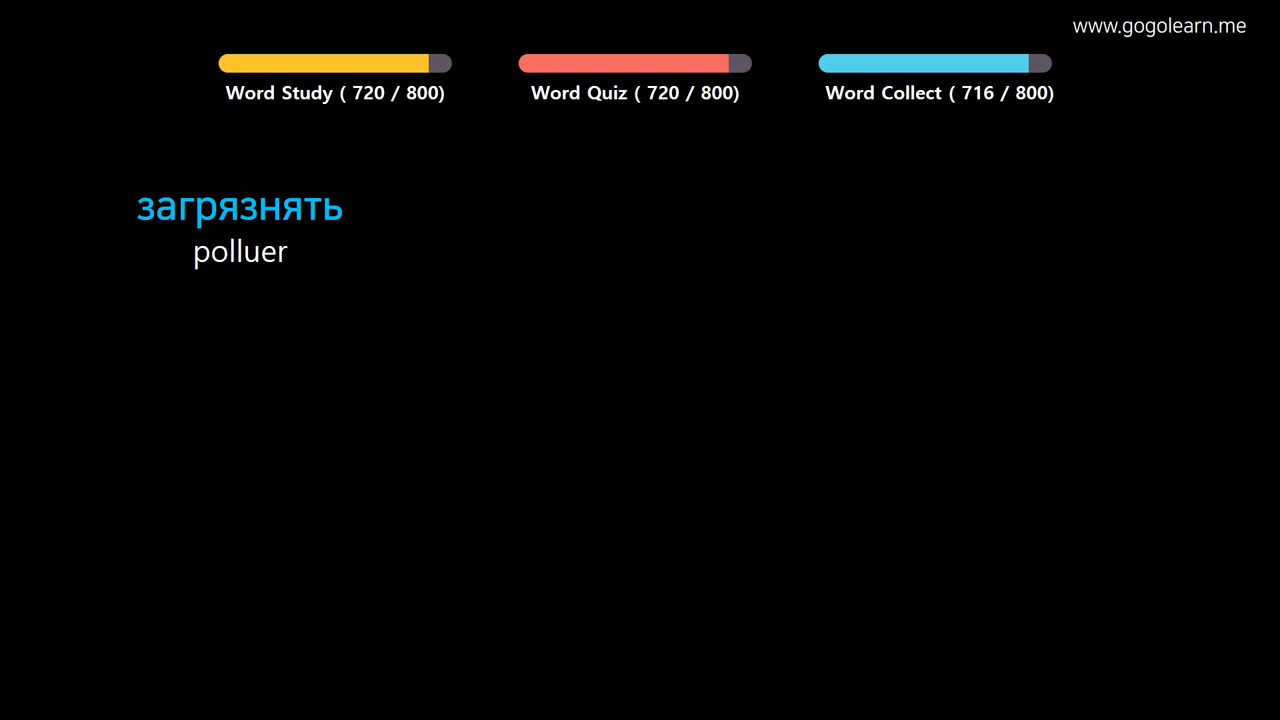 www.gogolearn.me
Word Study ( 720 / 800)
Word Quiz ( 720 / 800)
Word Collect ( 716 / 800)
загрязнять
polluer